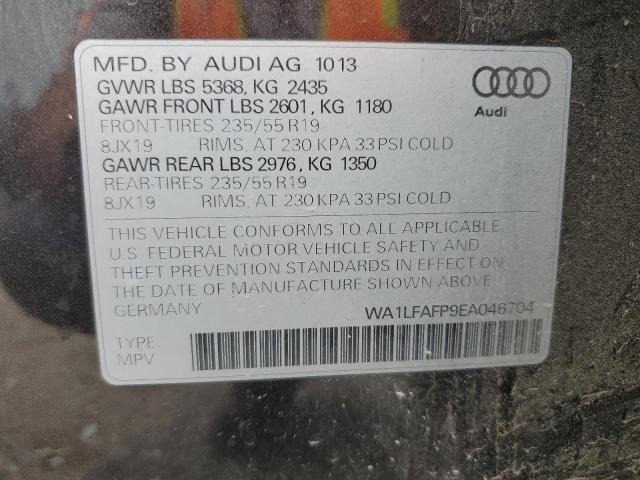 MFD. BY AUDI AG 10 13
GVWR LBS 5368, KG 2435
GAWR FRONT LBS 2601, KG 1180
FRONT-TIRES 235/55 R19
8JX19 RIMS, AT 230 KPA 33 PSI COLD
GAWR REAR LBS 2976, KG 1350
REAR-TIRES 235/55 R19
8JX19 RIMS, AT 230 KPA 33 PSI COLD
Audi
THIS VEHICLE CONFORMS TO ALL APPLICABLE
U.S. FEDERAL MOTOR VEHICLE SAFETY AND
THEFT PREVENTION STANDARDS IN EFFECT ON
THE DATE OF MANUFACTURE SHOWN ABOVE
GERMANY WA1LFAFP9EA046704
TYPE
MPV